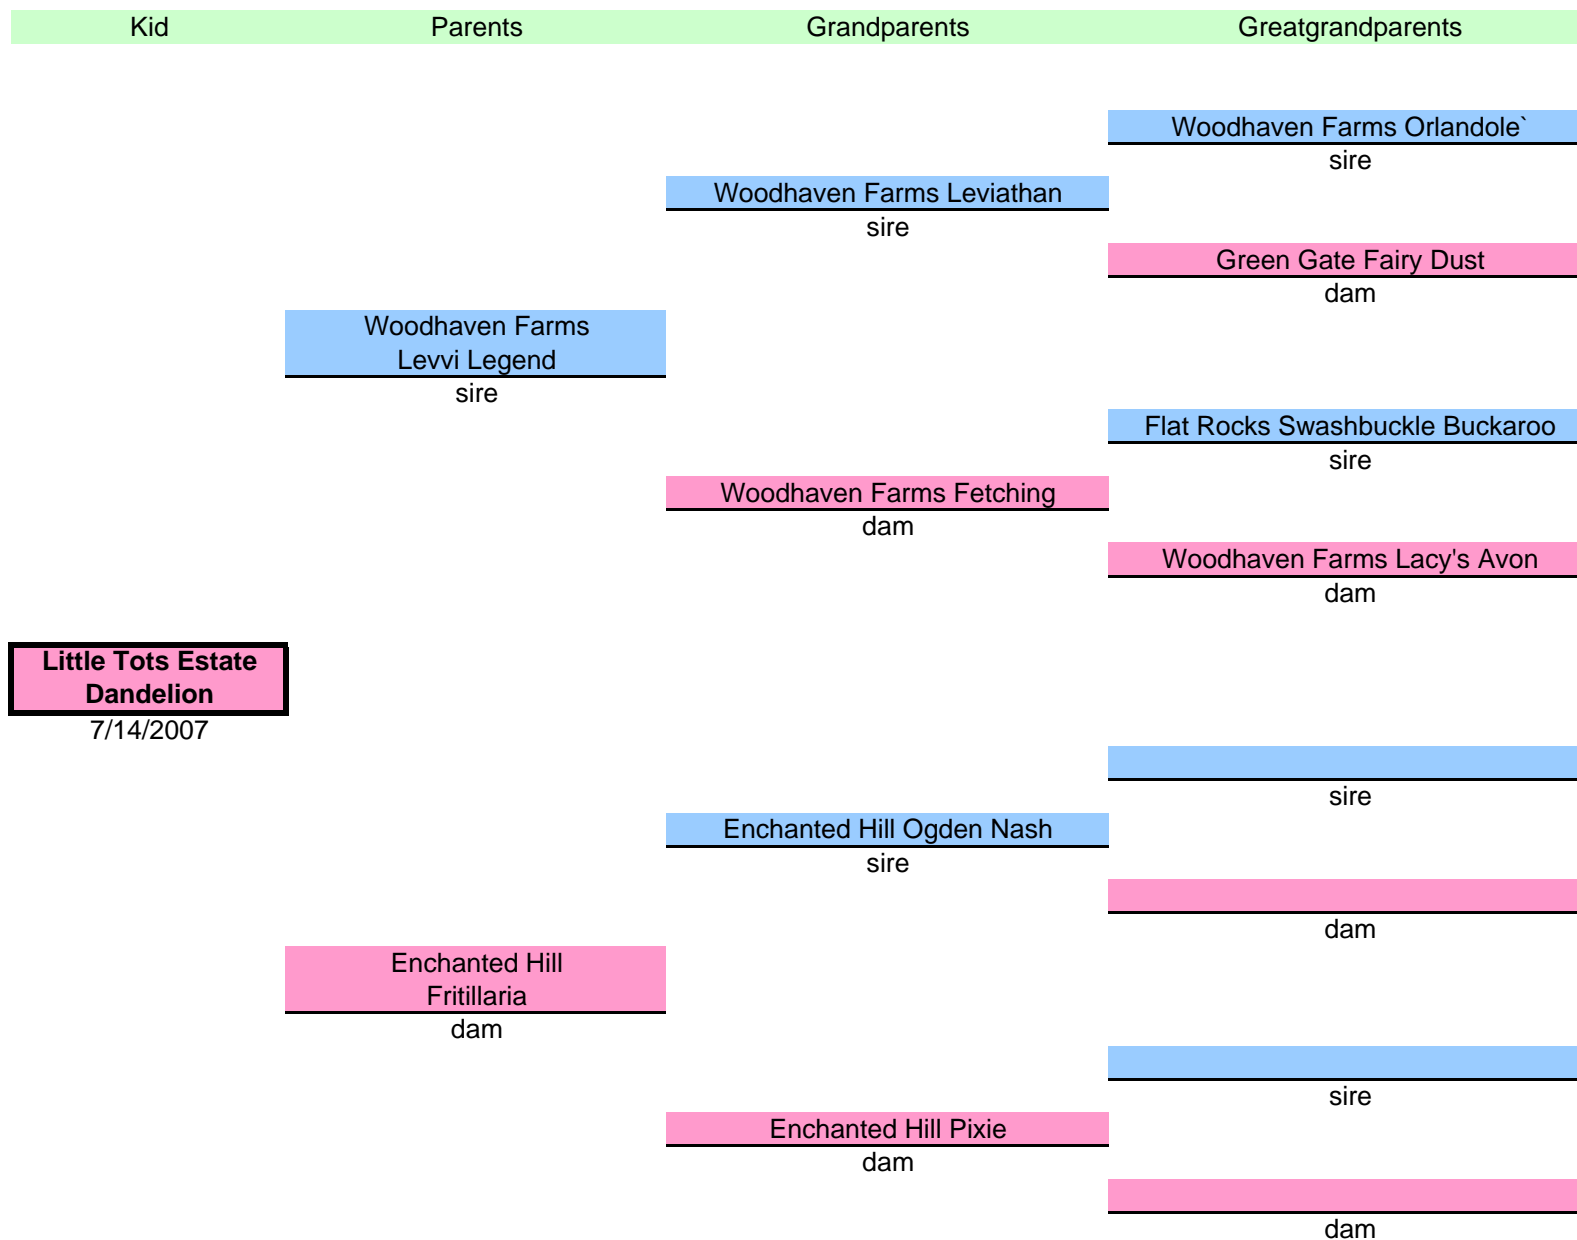 Kid Parents Grandparents Greatgrandparents
Woodhaven Farms Orlandole`
sire
Woodhaven Farms Leviathan
sire
Green Gate Fairy Dust
dam
Woodhaven Farms
Levvi Legend
sire
Flat Rocks Swashbuckle Buckaroo
sire
Woodhaven Farms Fetching
dam
Woodhaven Farms Lacy's Avon
dam
Little Tots Estate
Dandelion
7/14/2007
sire
Enchanted Hill Ogden Nash
sire
dam
Enchanted Hill
Fritillaria
dam
sire
Enchanted Hill Pixie
dam
dam